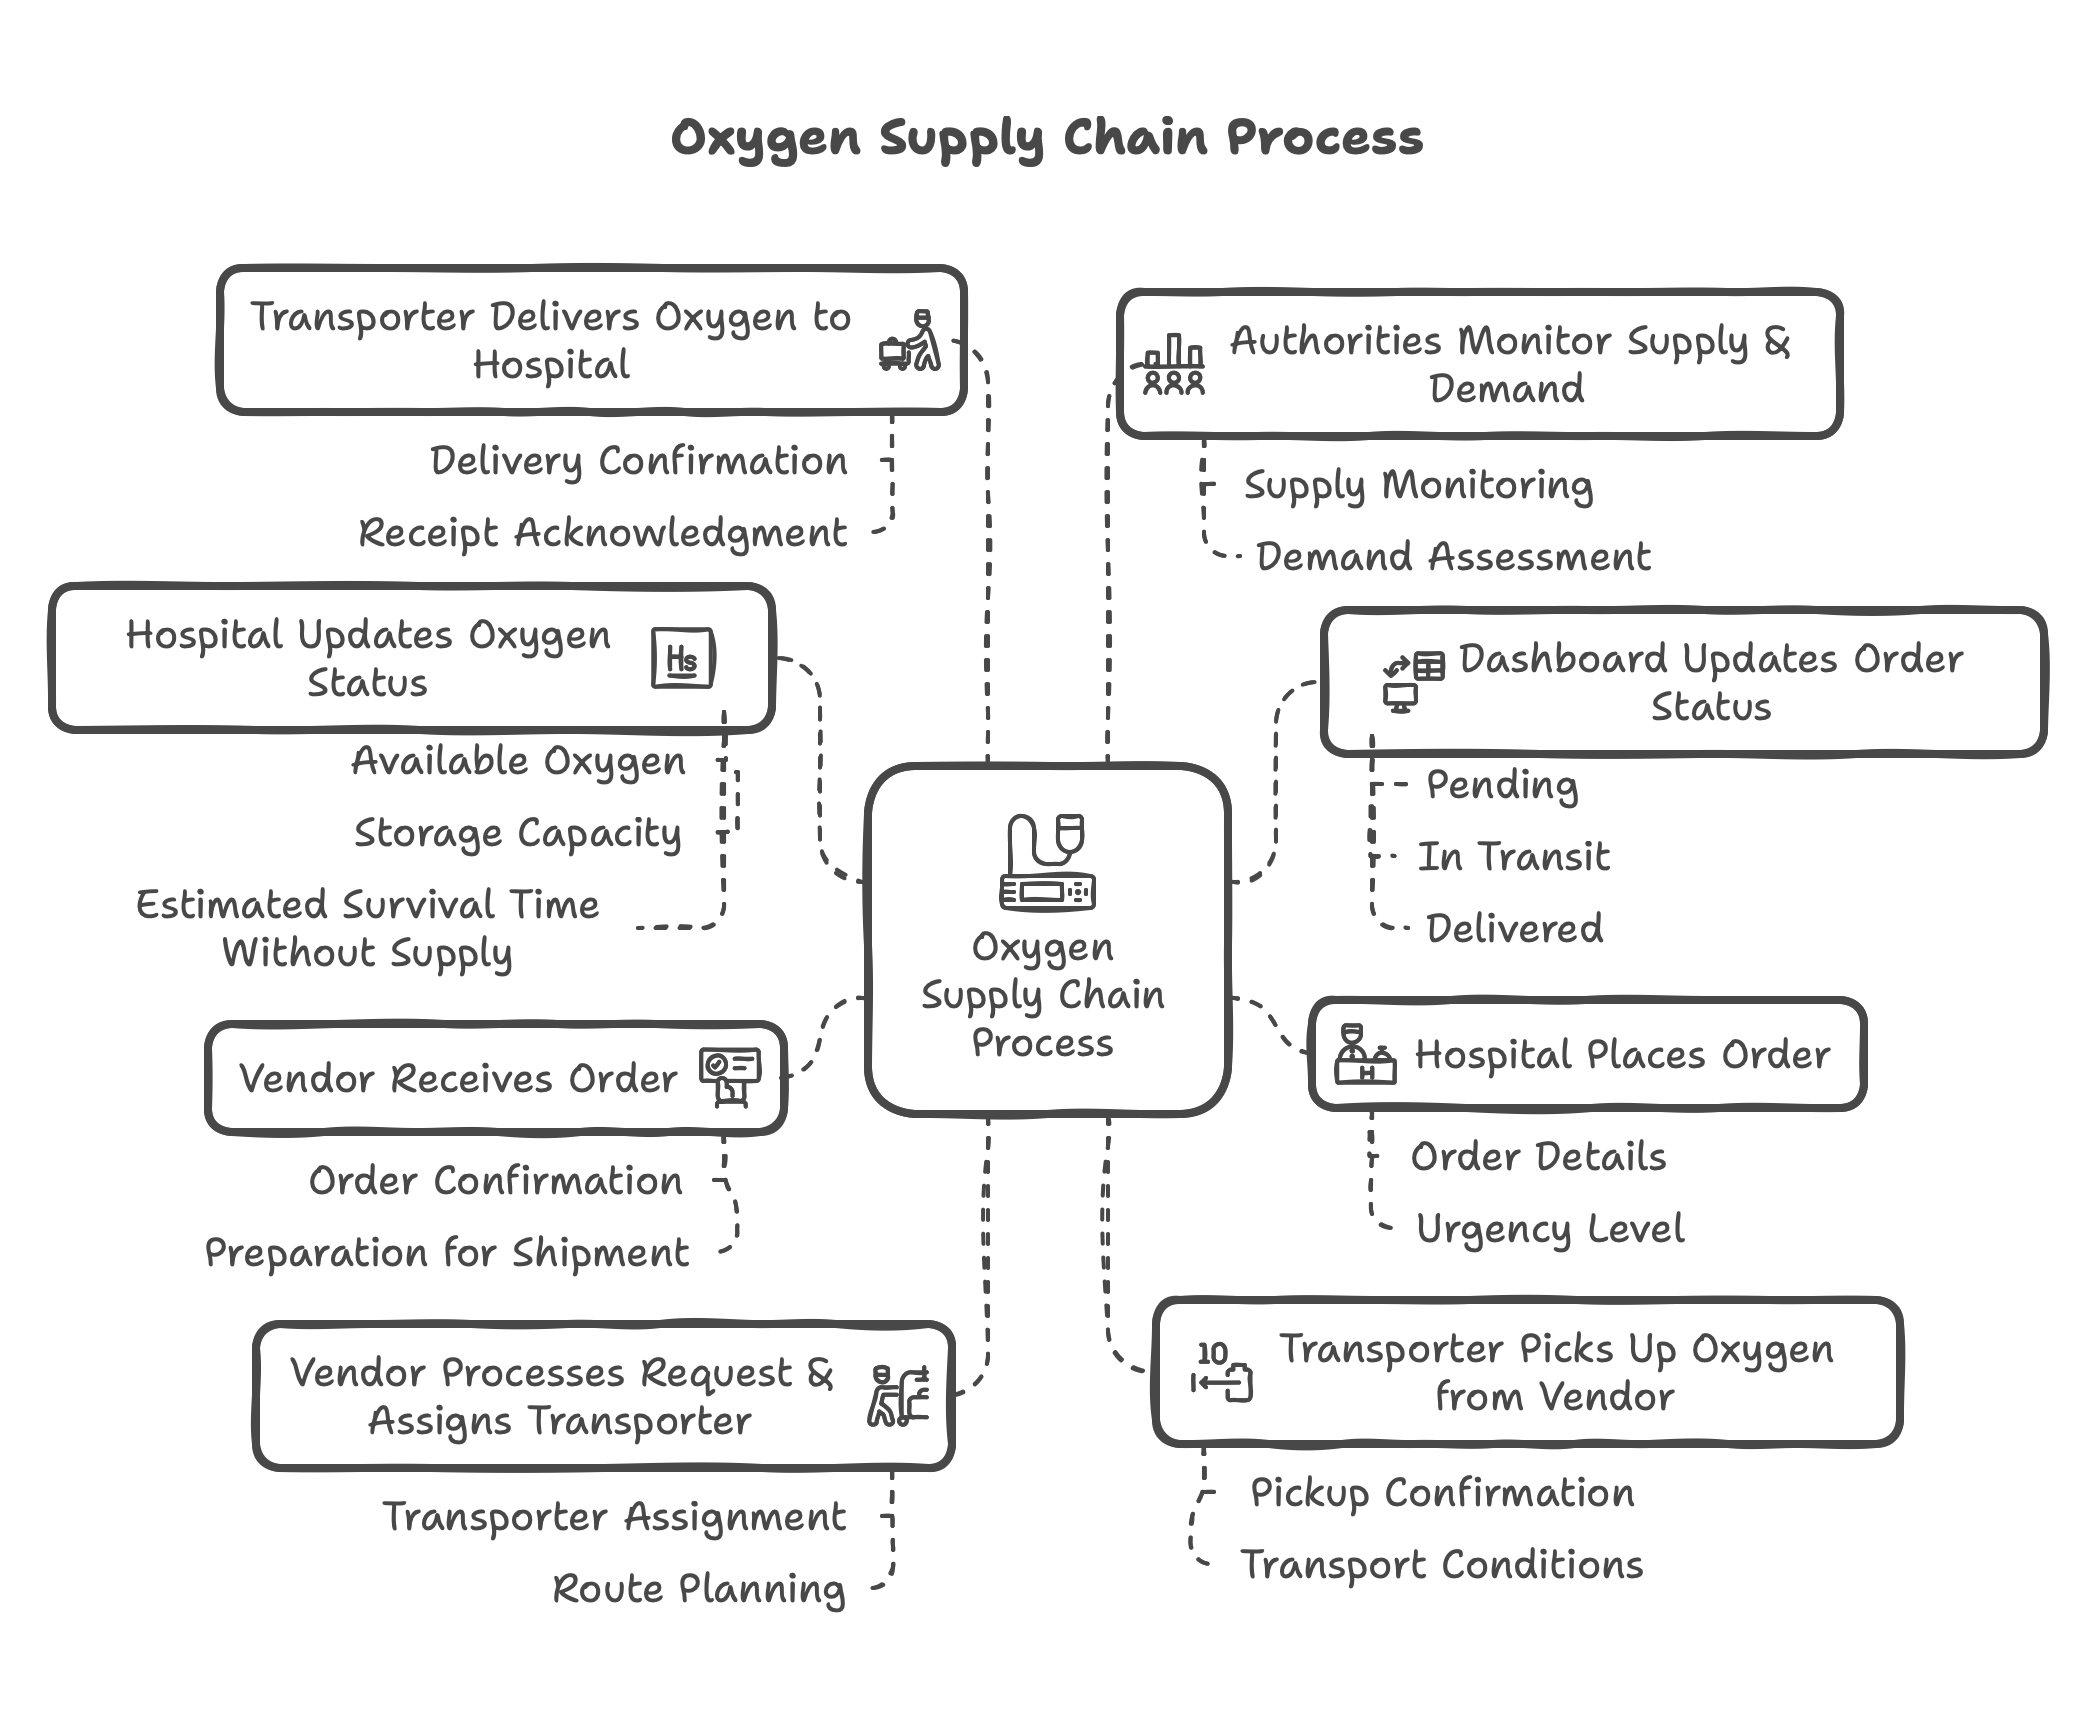 Oxygen Supply Chain Process
Transporter Delivers Oxygen to
Hospital
Delivery Confirmation
Receipt Acknowledgment
Hospital Updates Oxygen
Status
Hs
Available Oxygen
Storage Capacity
Estimated Survival Time
Without Supply
Vendor Receives Order
Order Confirmation
Preparation for Shipment
Vendor Processes Request &
Assigns Transporter
Transporter Assignment
Route Planning
Oxygen
Supply Chain
Process
Authorities Monitor Supply &
Demand
Supply Monitoring
Demand Assessment
Dashboard Updates Order
Status
Pending
In Transit
Delivered
H
Hospital Places Order
Order Details
Urgency Level
10
Transporter Picks Up Oxygen
from Vendor
Pickup Confirmation
Transport Conditions